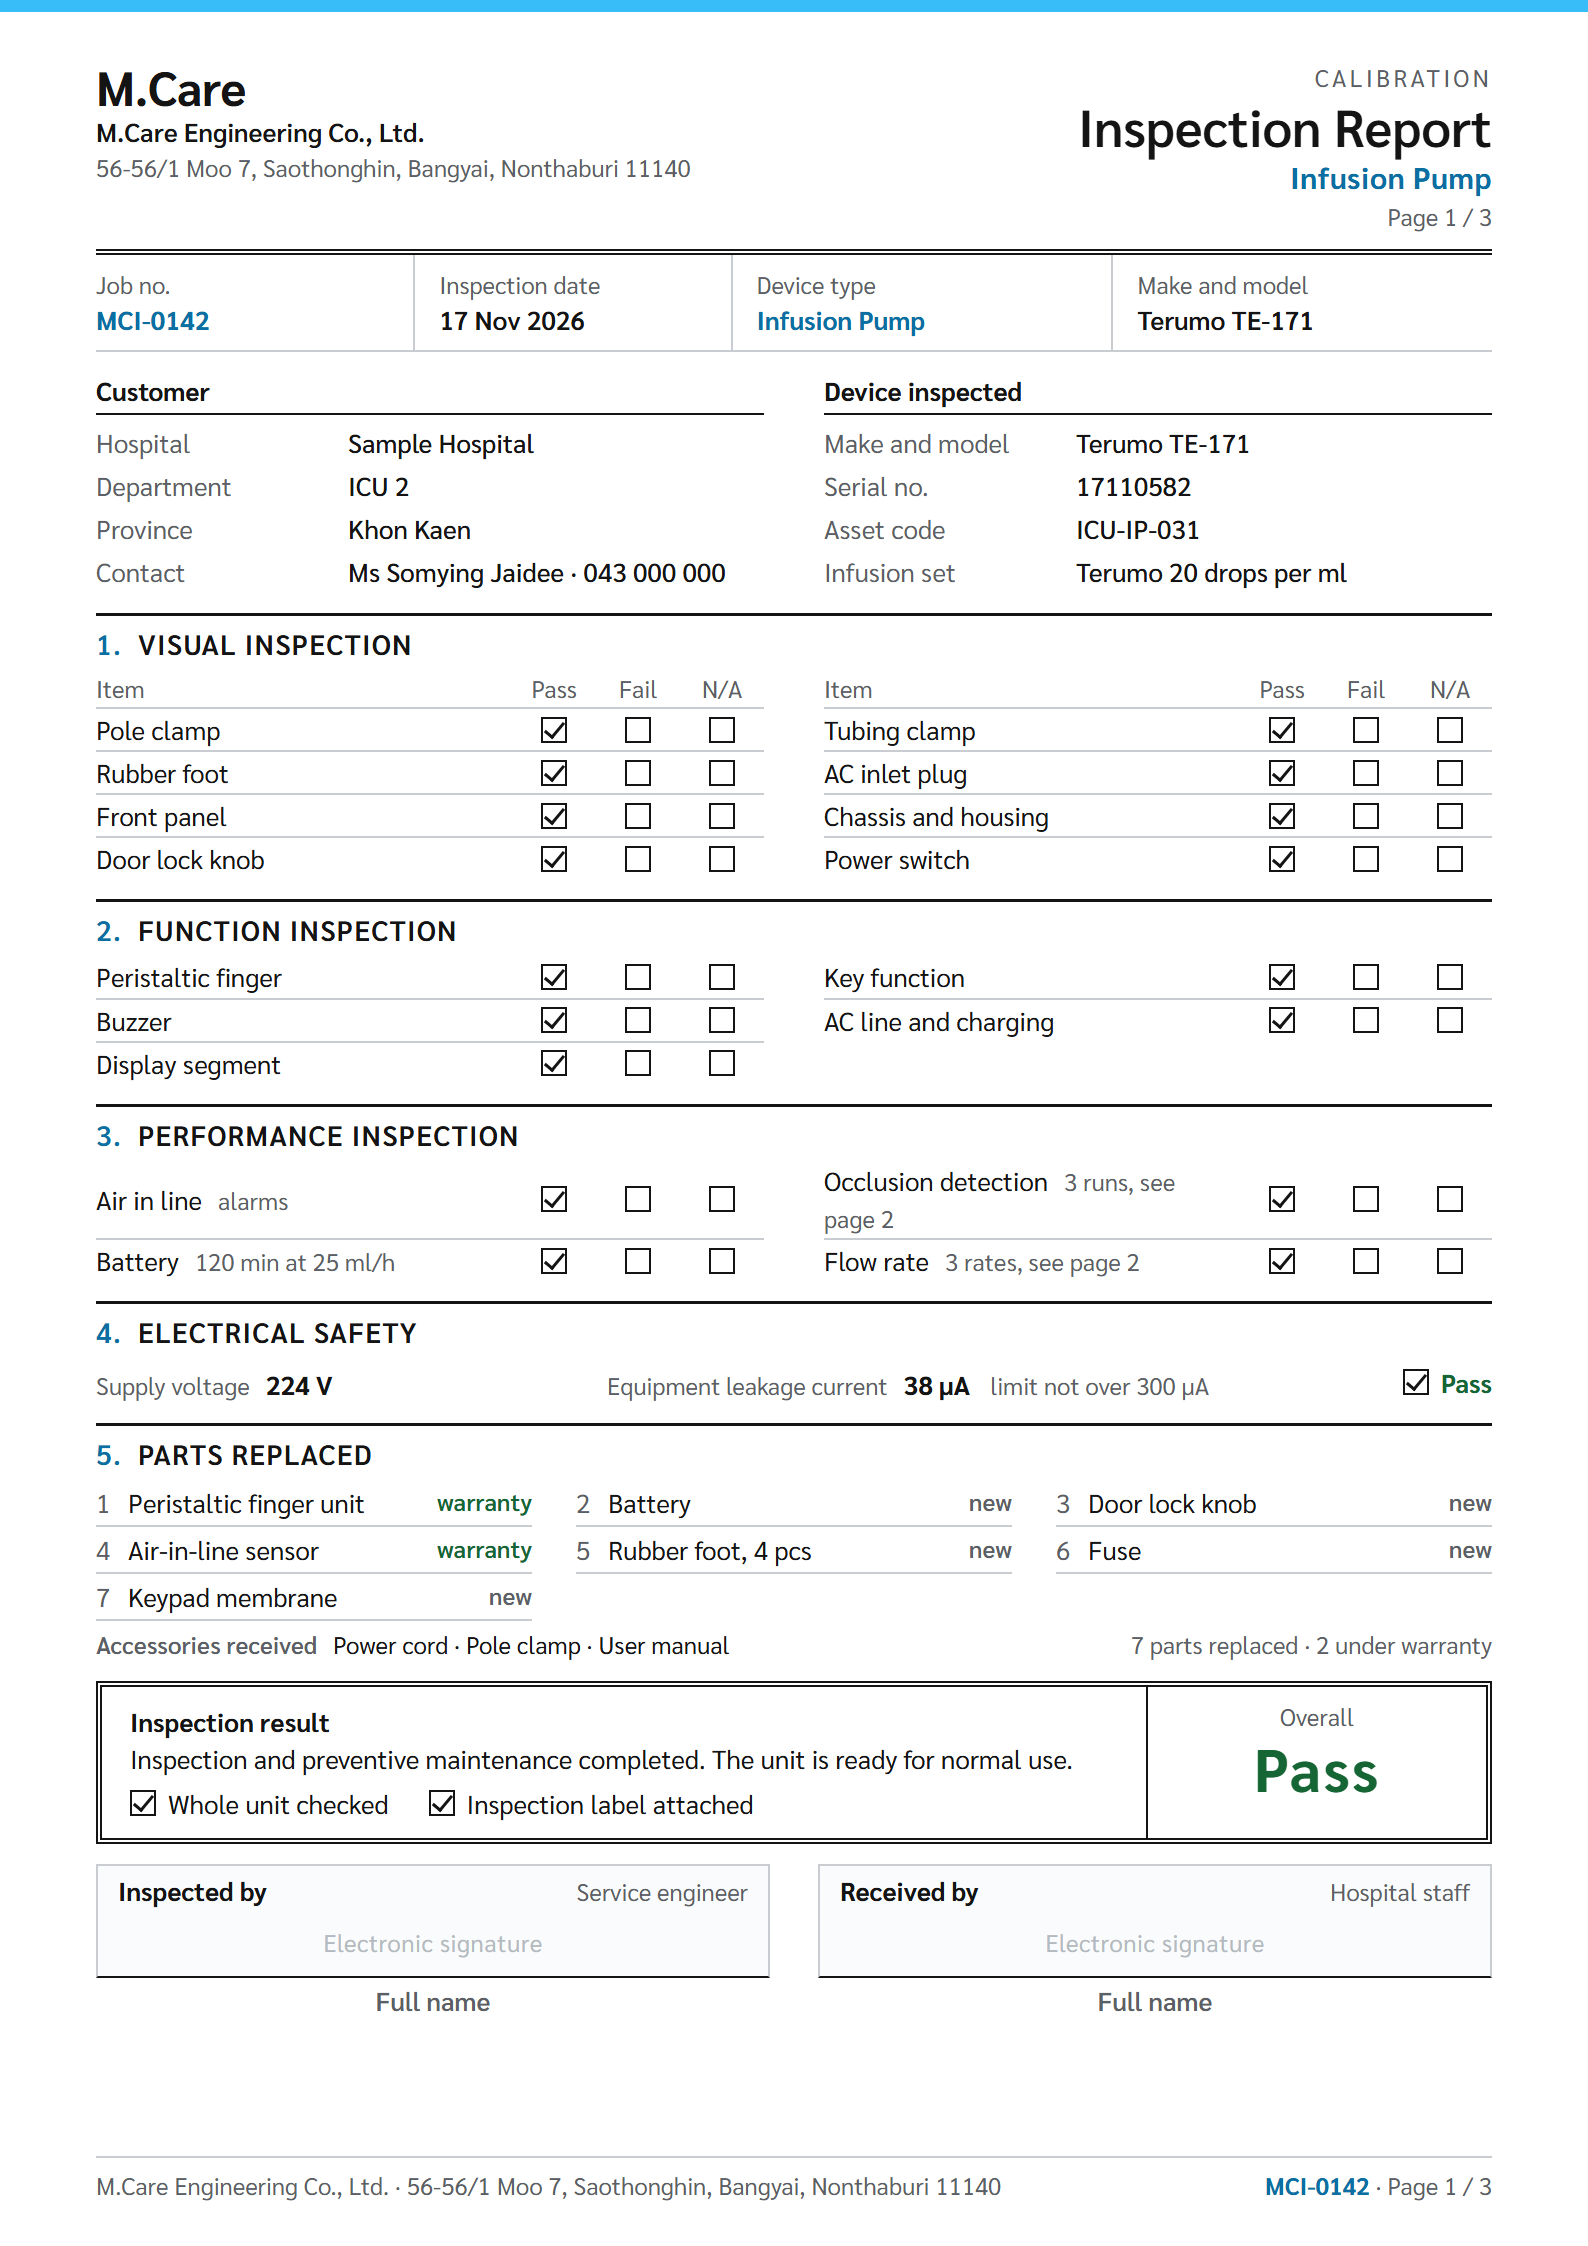 M.Care
M.Care Engineering Co., Ltd.
56-56/1 Moo 7, Saothonghin, Bangyai, Nonthaburi 11140
CALIBRATION
Inspection Report
Infusion Pump
Page 1 / 3
Job no.
MCI-0142
Inspection date
17 Nov 2026
Device type
Infusion Pump
Make and model
Terumo TE-171
Customer
Hospital Sample Hospital
Department ICU 2
Province Khon Kaen
Contact Ms Somying Jaidee · 043 000 000
Device inspected
Make and model Terumo TE-171
Serial no. 17110582
Asset code ICU-IP-031
Infusion set Terumo 20 drops per ml
1. VISUAL INSPECTION
Item Pass Fail N/A
Pole clamp
Rubber foot
Front panel
Door lock knob
Item Pass Fail N/A
Tubing clamp
AC inlet plug
Chassis and housing
Power switch
2. FUNCTION INSPECTION
Peristaltic finger
Buzzer
Display segment
Key function
AC line and charging
3. PERFORMANCE INSPECTION
Air in line alarms
Battery 120 min at 25 ml/h
Occlusion detection 3 runs, see
page 2
Flow rate 3 rates, see page 2
4. ELECTRICAL SAFETY
Supply voltage 224 V Equipment leakage current 38 µA limit not over 300 µA Pass
5. PARTS REPLACED
1 Peristaltic finger unit warranty 2 Battery new 3 Door lock knob new
4 Air-in-line sensor warranty 5 Rubber foot, 4 pcs new 6 Fuse new
7 Keypad membrane new
Accessories received Power cord · Pole clamp · User manual 7 parts replaced · 2 under warranty
Inspection result
Inspection and preventive maintenance completed. The unit is ready for normal use.
Whole unit checked Inspection label attached
Overall
Pass
Inspected by Service engineer
Electronic signature
Full name
Received by Hospital staff
Electronic signature
Full name
M.Care Engineering Co., Ltd. · 56-56/1 Moo 7, Saothonghin, Bangyai, Nonthaburi 11140 MCI-0142 · Page 1 / 3